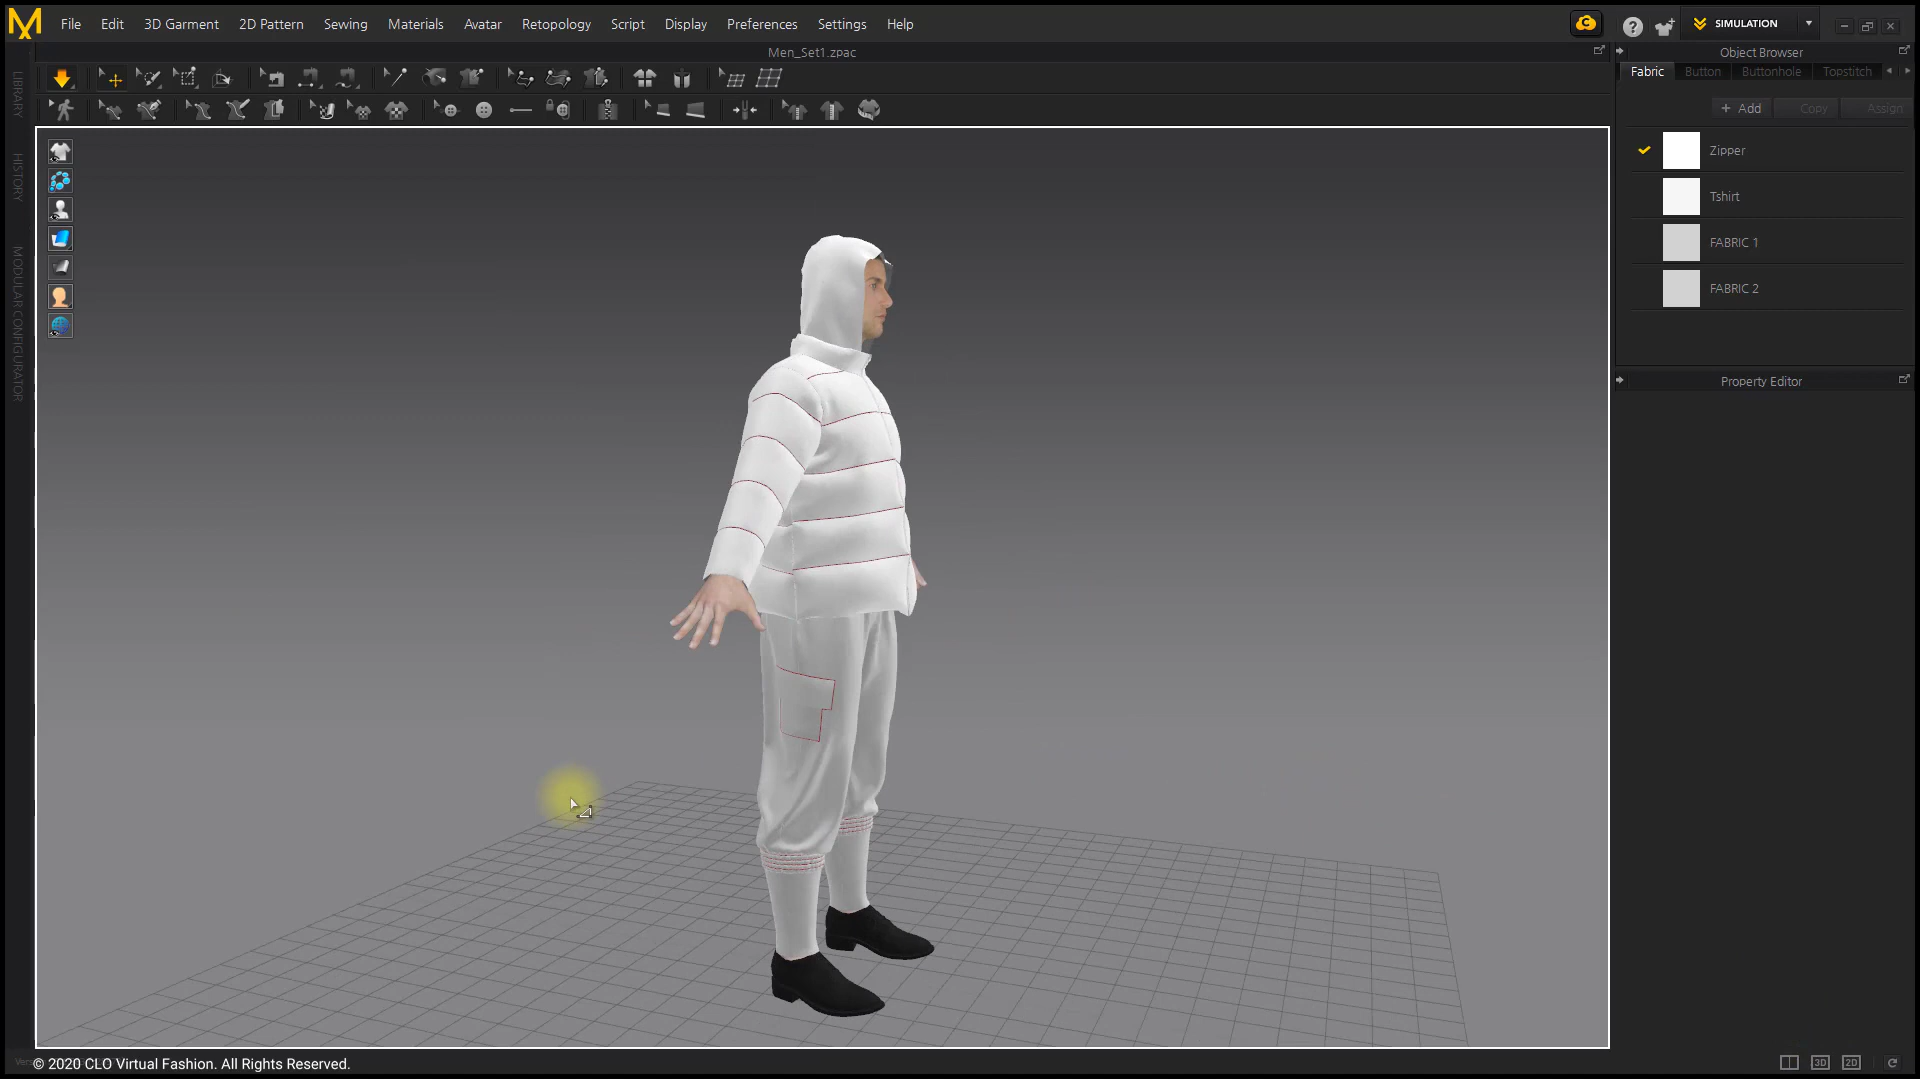 File Edit 3D Garment 2D Pattern Sewing Materials Avatar Retopology Script Display Preferences Settings Help
SIMULATION
Men_Set1.zpac
Object Browser
Fabric Button Buttonhole Topstitch
+ Add Copy Assign
Zipper
Tshirt
FABRIC 1
FABRIC 2
Property Editor
LIBRARY
HISTORY
MODULAR CONFIGURATOR
© 2020 CLO Virtual Fashion. All Rights Reserved.
3D 2D